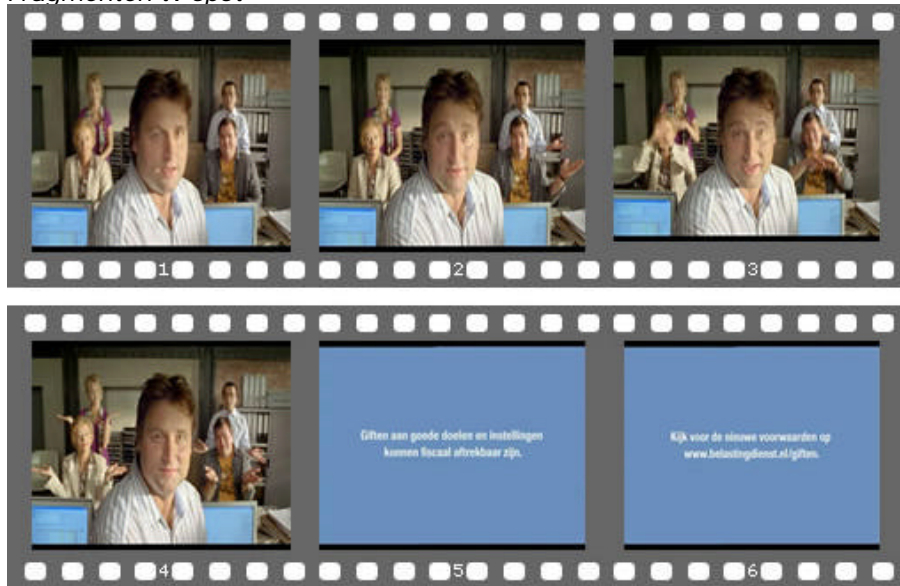 Fragmenten tv-spot
1
2
3
Giften aan goede doelen en instellingen
konnen fiscaal aftrekbaar zijn.
Kijk voor de nieuwe voorwaarden op
www.belastingdienst.nl/giften.
4
5
6